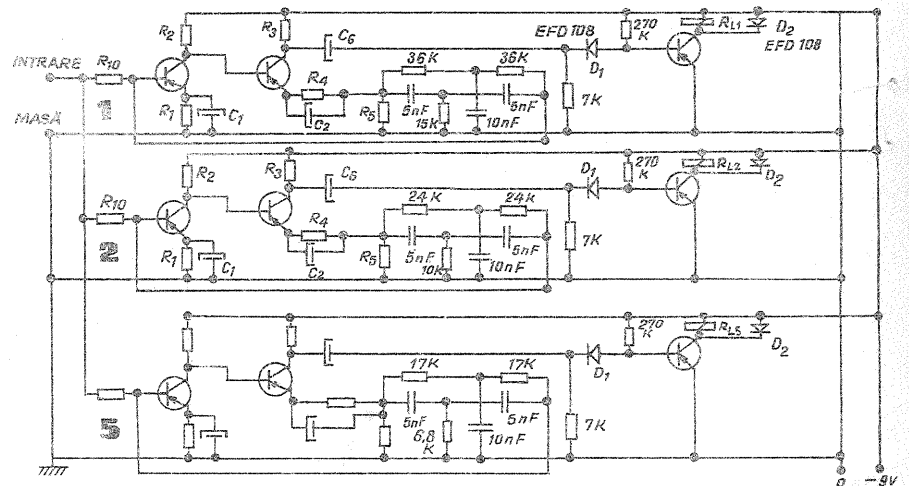 R2
R3
C6
EFD 108
270 K
RL1
D2
EFD 108
INTRARE
R10
36K
36K
D1
R4
1
R1
C1
C2
R5
5nF
15K
10nF
5nF
7K
MASĂ
R2
R3
C6
D1
270 K
RL2
D2
R10
24K
24K
R4
2
R1
C1
C2
R5
5nF
10K
10nF
5nF
7K
270 K
RL5
D2
17K
17K
D1
5
5nF
6,8 K
10nF
5nF
7K
0
-9V